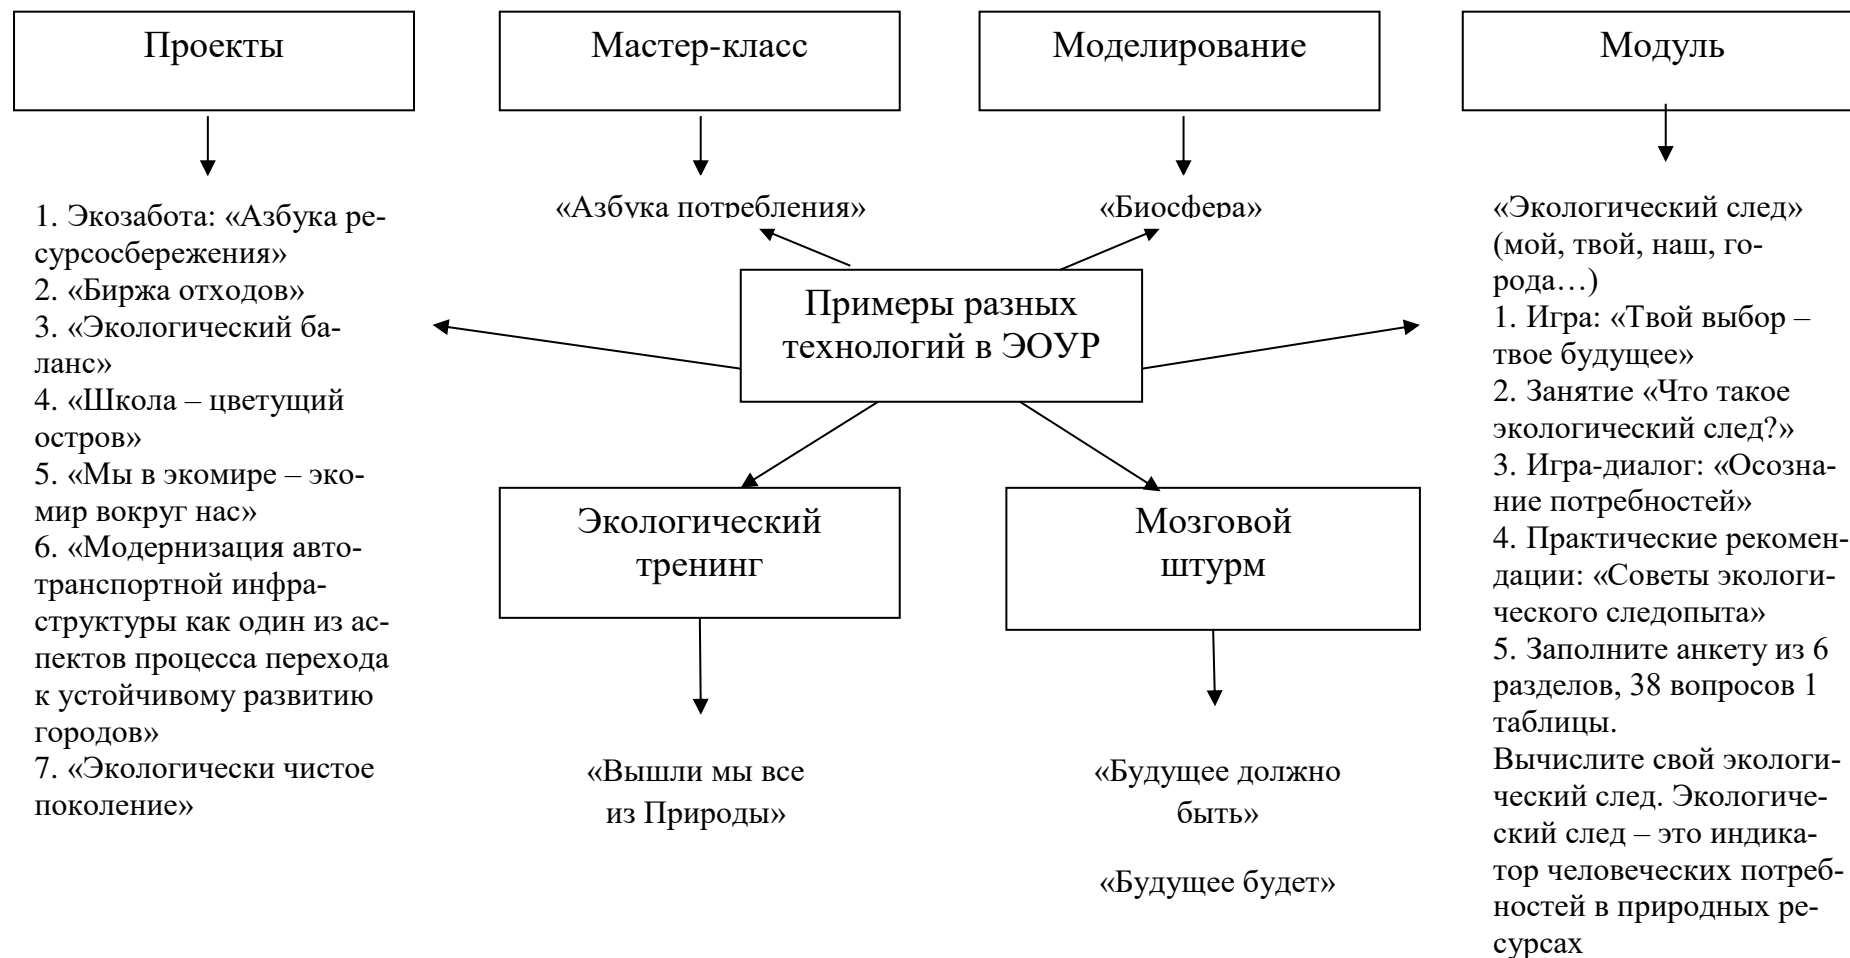 Проекты
Мастер-класс
Моделирование
Модуль
1. Экозабота: «Азбука ре-
сурсосбережения»
2. «Биржа отходов»
3. «Экологический ба-
ланс»
4. «Школа – цветущий
остров»
5. «Мы в экомире – эко-
мир вокруг нас»
6. «Модернизация авто-
транспортной инфра-
структуры как один из ас-
пектов процесса перехода
к устойчивому развитию
городов»
7. «Экологически чистое
поколение»
«Азбука потребления»
«Биосфера»
Примеры разных
технологий в ЭОУР
Экологический
тренинг
Мозговой
штурм
«Вышли мы все
из Природы»
«Будущее должно
быть»
«Будущее будет»
«Экологический след»
(мой, твой, наш, го-
рода…)
1. Игра: «Твой выбор –
твое будущее»
2. Занятие «Что такое
экологический след?»
3. Игра-диалог: «Осозна-
ние потребностей»
4. Практические рекомен-
дации: «Советы экологи-
ческого следопыта»
5. Заполните анкету из 6
разделов, 38 вопросов 1
таблицы.
Вычислите свой экологи-
ческий след. Экологиче-
ский след – это индика-
тор человеческих потреб-
ностей в природных ре-
сурсах